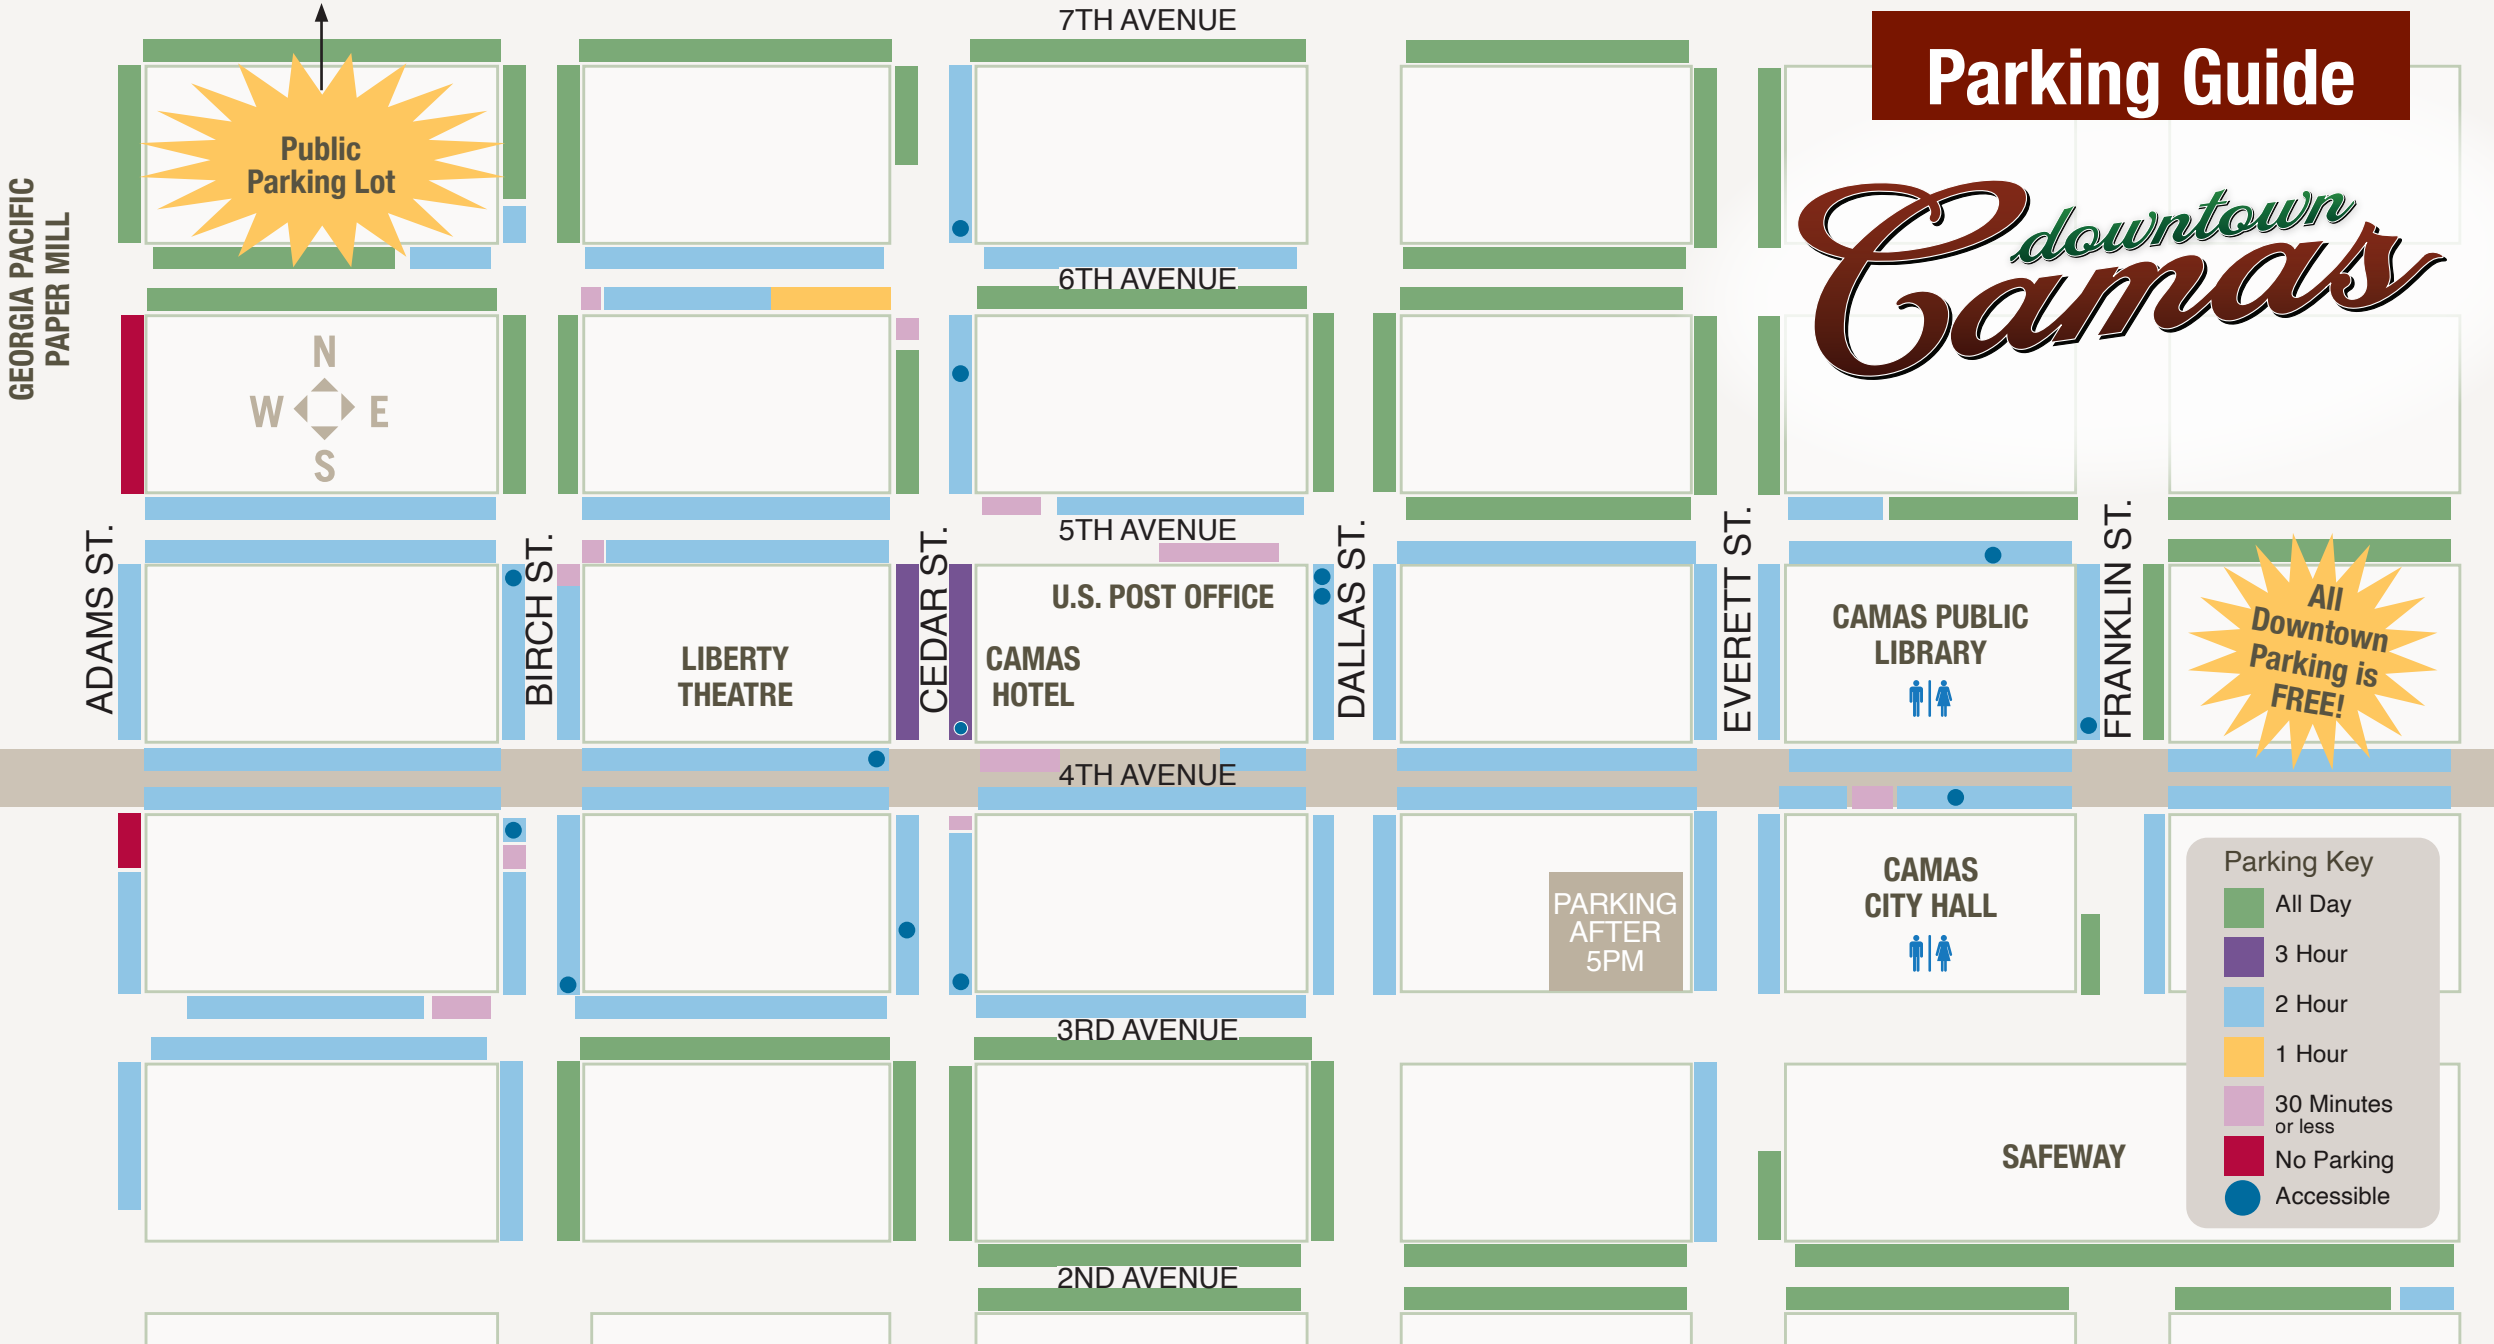 7TH AVENUE
Parking Guide
downtown
Camas
Public
Parking Lot
GEORGIA PACIFIC
PAPER MILL
6TH AVENUE
N
W
E
S
5TH AVENUE
ADAMS ST.
BIRCH ST.
CEDAR ST.
DALLAS ST.
EVERETT ST.
FRANKLIN ST.
U.S. POST OFFICE
LIBERTY
THEATRE
CAMAS
HOTEL
CAMAS PUBLIC
LIBRARY
All
Downtown
Parking is
FREE!
4TH AVENUE
PARKING
AFTER
5PM
CAMAS
CITY HALL
3RD AVENUE
SAFEWAY
2ND AVENUE
Parking Key
All Day
3 Hour
2 Hour
1 Hour
30 Minutes
or less
No Parking
Accessible